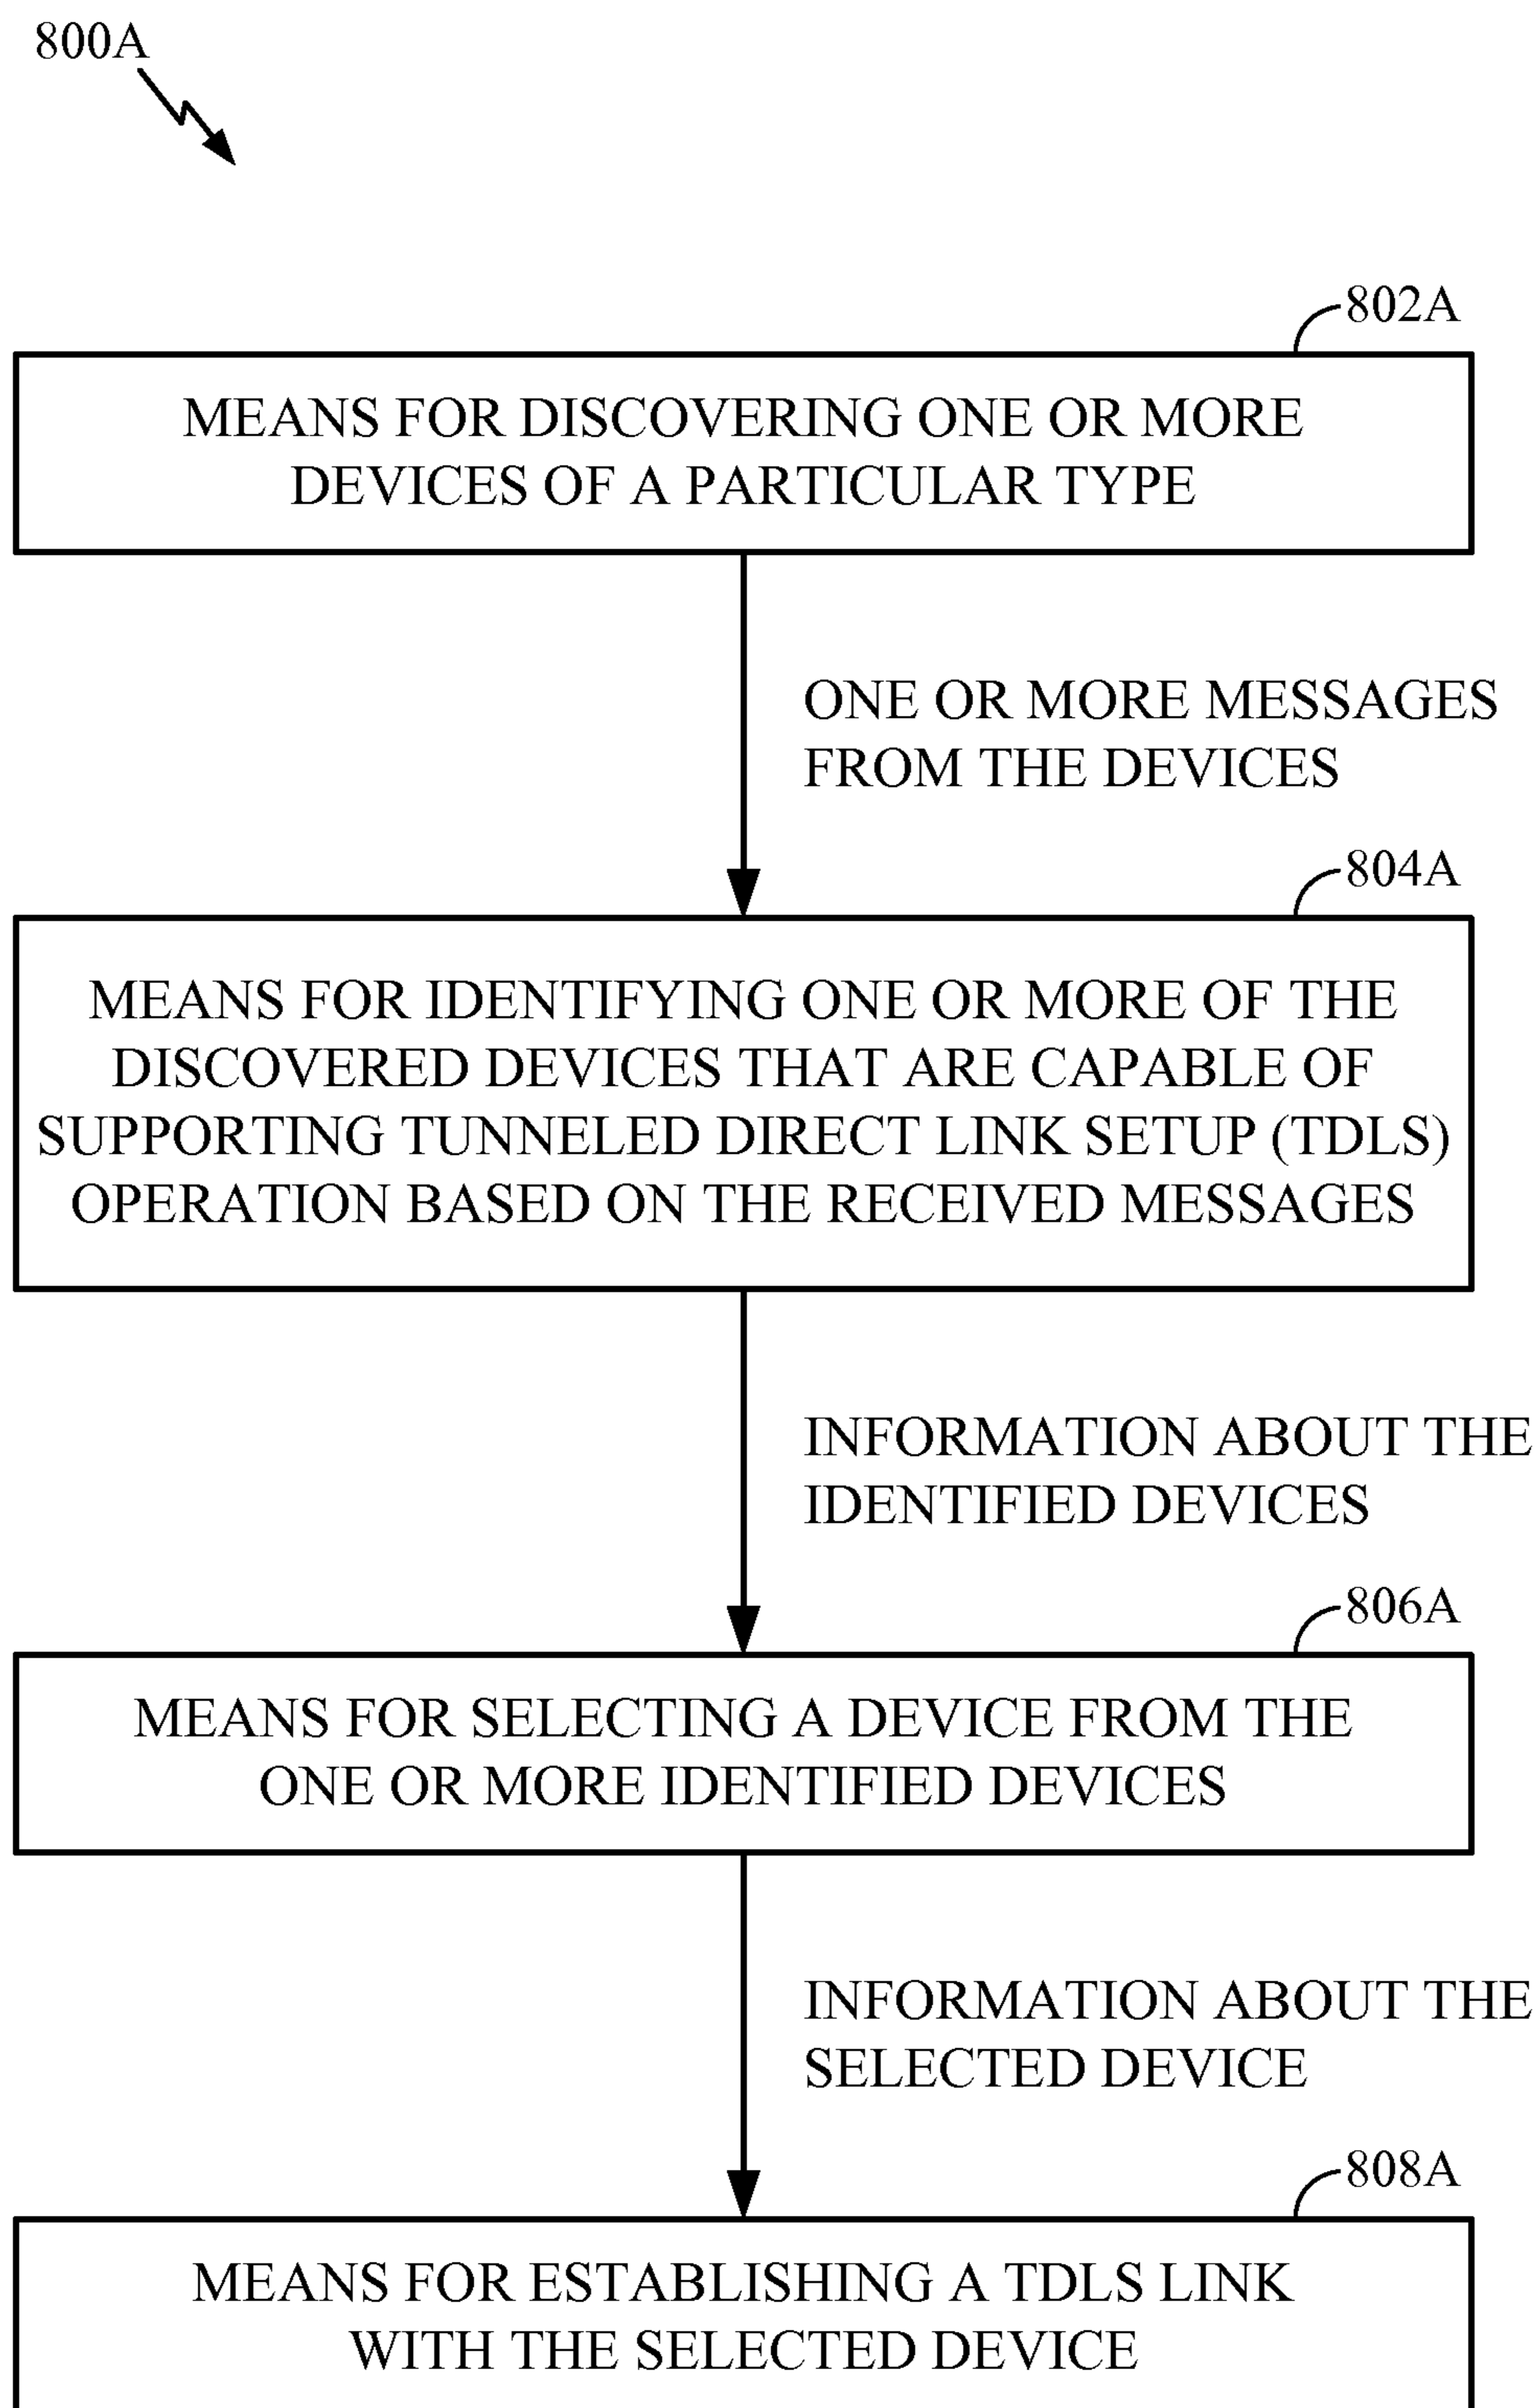 800A
802A
MEANS FOR DISCOVERING ONE OR MORE
DEVICES OF A PARTICULAR TYPE
ONE OR MORE MESSAGES
FROM THE DEVICES
804A
MEANS FOR IDENTIFYING ONE OR MORE OF THE
DISCOVERED DEVICES THAT ARE CAPABLE OF
SUPPORTING TUNNELED DIRECT LINK SETUP (TDLS)
OPERATION BASED ON THE RECEIVED MESSAGES
INFORMATION ABOUT THE
IDENTIFIED DEVICES
806A
MEANS FOR SELECTING A DEVICE FROM THE
ONE OR MORE IDENTIFIED DEVICES
INFORMATION ABOUT THE
SELECTED DEVICE
808A
MEANS FOR ESTABLISHING A TDLS LINK
WITH THE SELECTED DEVICE